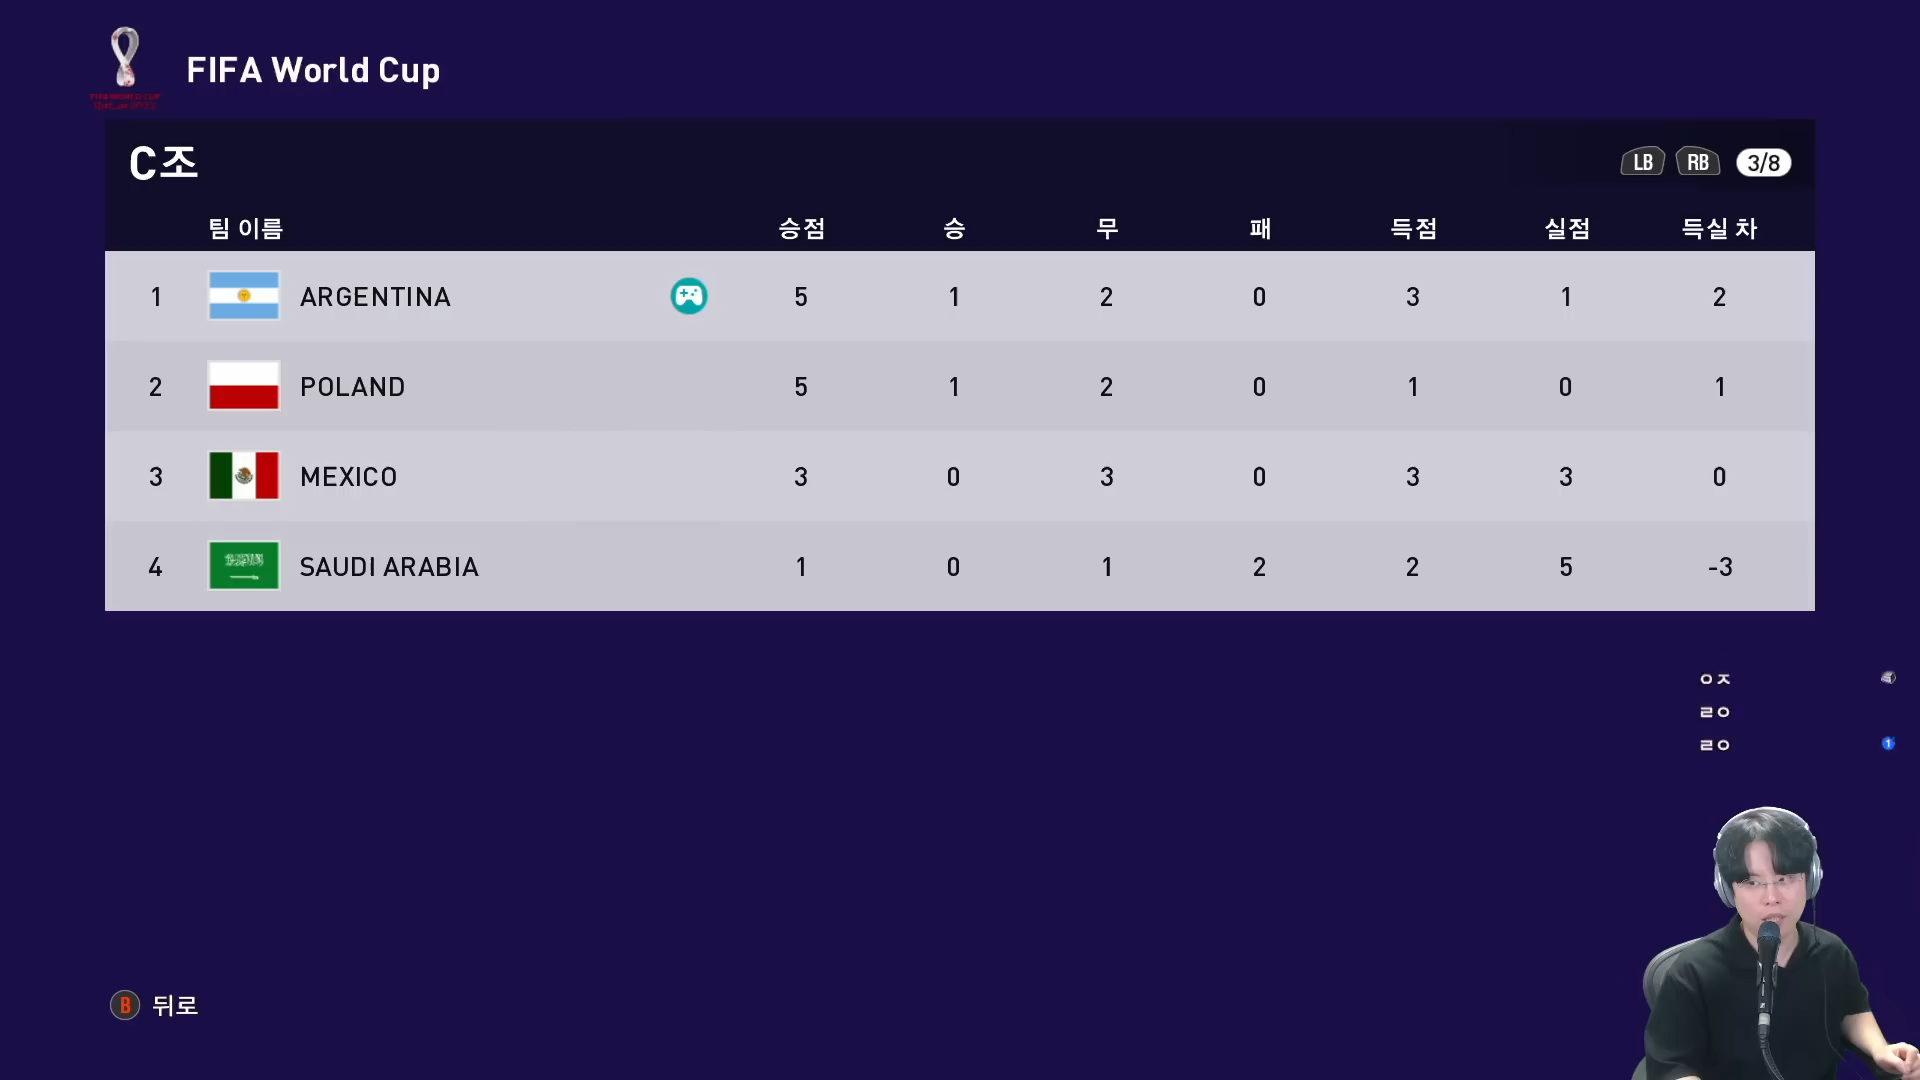 FIFA World Cup
C조 LB RB 3/8
팀 이름 승점 승 무 패 득점 실점 득실 차
1 ARGENTINA 5 1 2 0 3 1 2
2 POLAND 5 1 2 0 1 0 1
3 MEXICO 3 0 3 0 3 3 0
4 SAUDI ARABIA 1 0 1 2 2 5 -3
ㅇㅈ
ㄹㅇ
ㄹㅇ 1
B 뒤로